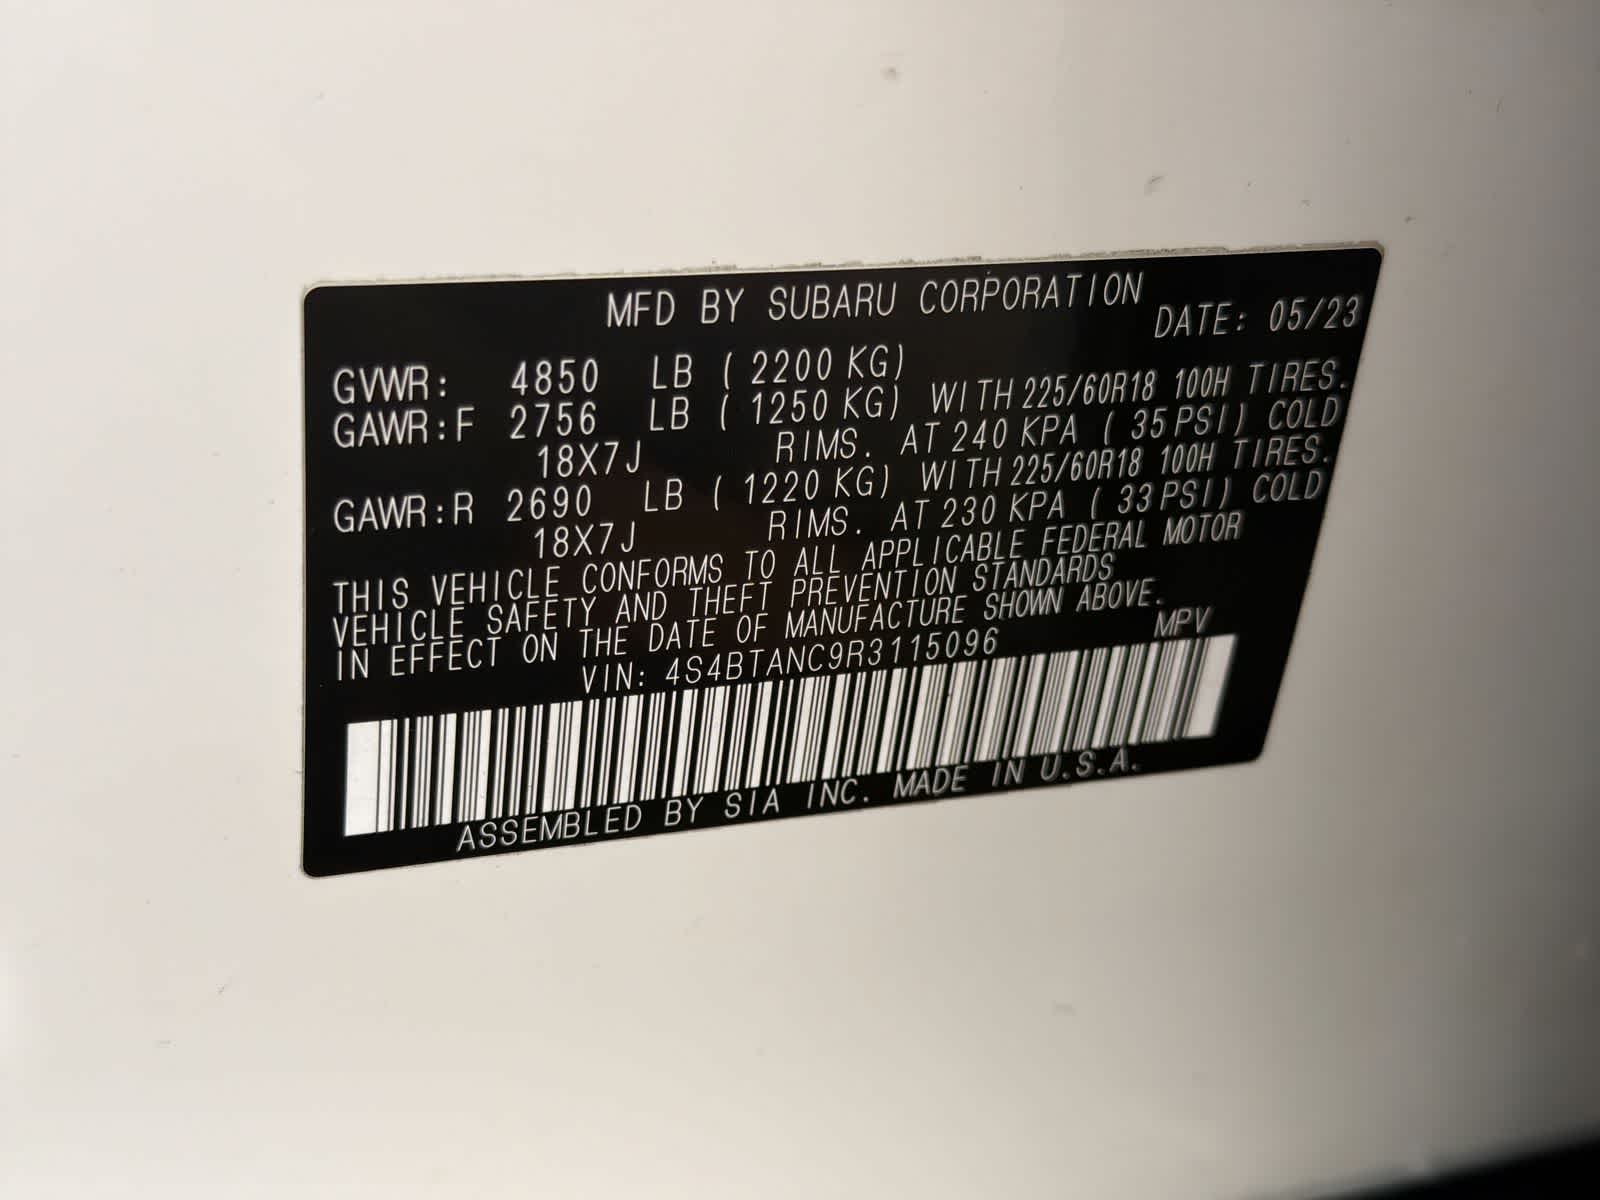 MFD BY SUBARU CORPORATION
DATE: 05/23
GVWR: 4850 LB ( 2200 KG)
GAWR:F 2756 LB ( 1250 KG) WITH 225/60R18 100H TIRES.
18X7J RIMS. AT 240 KPA ( 35 PSI) COLD
GAWR:R 2690 LB ( 1220 KG) WITH 225/60R18 100H TIRES.
18X7J RIMS. AT 230 KPA ( 33 PSI) COLD
THIS VEHICLE CONFORMS TO ALL APPLICABLE FEDERAL MOTOR
VEHICLE SAFETY AND THEFT PREVENTION STANDARDS
IN EFFECT ON THE DATE OF MANUFACTURE SHOWN ABOVE.
VIN: 4S4BTANC9R3115096 MPV
ASSEMBLED BY SIA INC. MADE IN U.S.A.